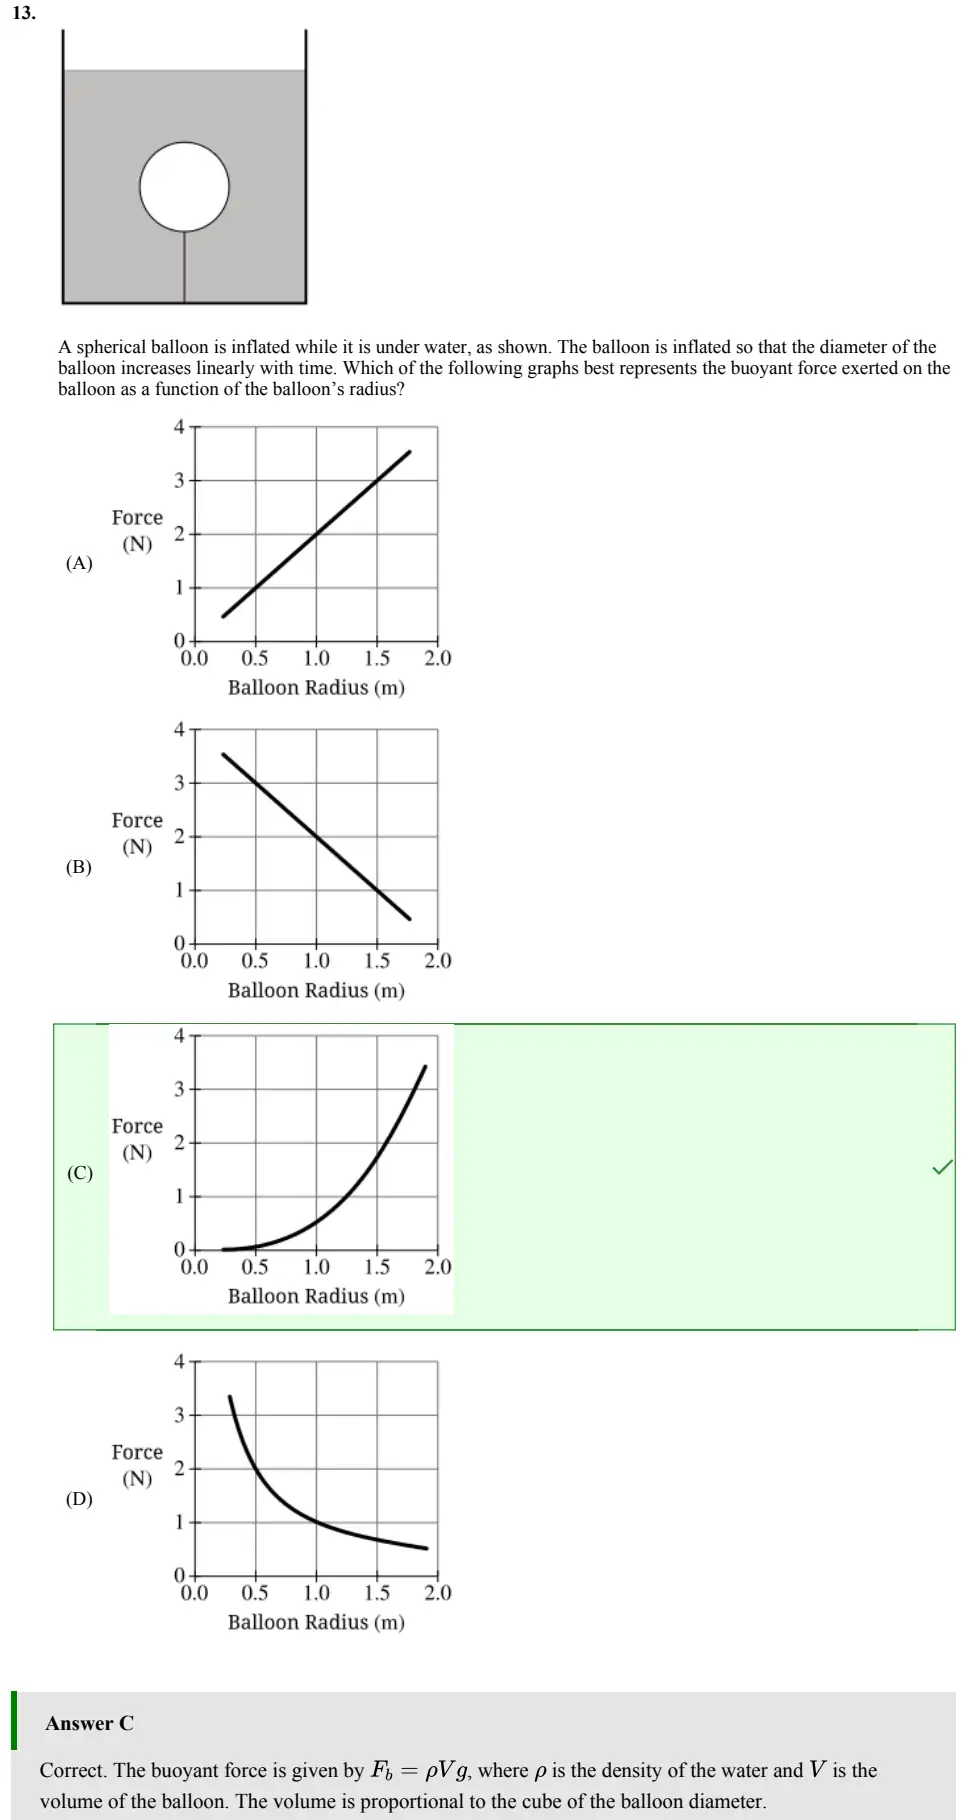 13.
A spherical balloon is inflated while it is under water, as shown. The balloon is inflated so that the diameter of the
balloon increases linearly with time. Which of the following graphs best represents the buoyant force exerted on the
balloon as a function of the balloon’s radius?
(A)
Force
(N)
4
3
2
1
0
0.0 0.5 1.0 1.5 2.0
Balloon Radius (m)
(B)
Force
(N)
4
3
2
1
0
0.0 0.5 1.0 1.5 2.0
Balloon Radius (m)
(C)
Force
(N)
4
3
2
1
0
0.0 0.5 1.0 1.5 2.0
Balloon Radius (m)
(D)
Force
(N)
4
3
2
1
0
0.0 0.5 1.0 1.5 2.0
Balloon Radius (m)
Answer C
Correct. The buoyant force is given by F_b = ρVg, where ρ is the density of the water and V is the
volume of the balloon. The volume is proportional to the cube of the balloon diameter.